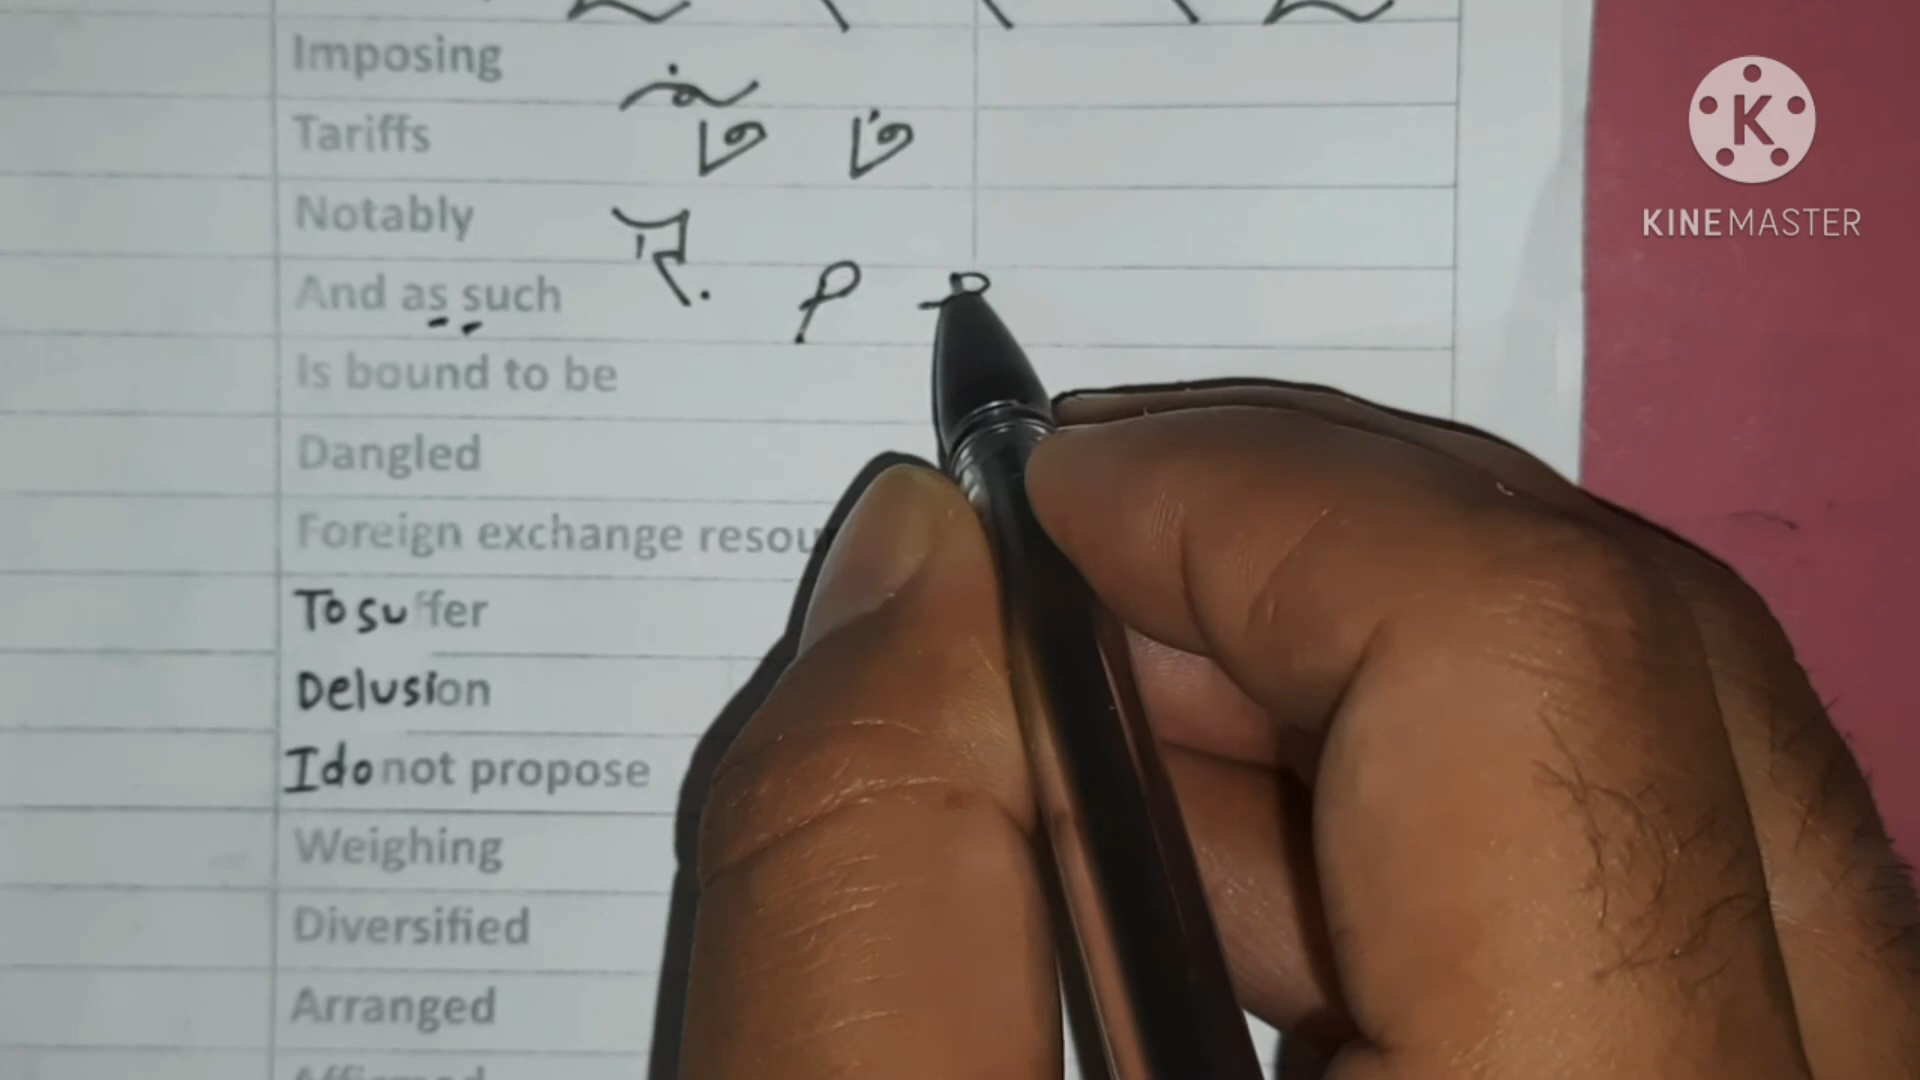 Imposing
Tariffs
Notably
And as such
Is bound to be
Dangled
Foreign exchange
To suffer
Delusion
I do not propose
Weighing
Diversified
Arranged
K
KINEMASTER